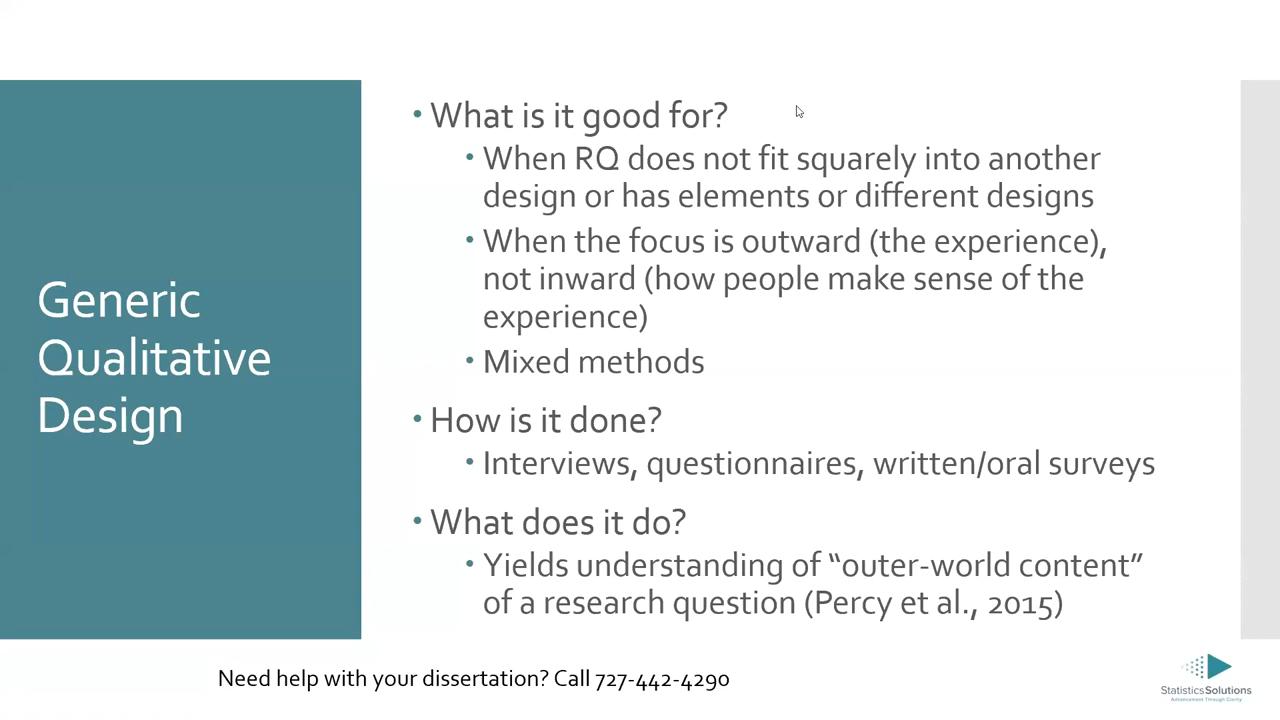 Generic
Qualitative
Design
• What is it good for?
• When RQ does not fit squarely into another
design or has elements or different designs
• When the focus is outward (the experience),
not inward (how people make sense of the
experience)
• Mixed methods
• How is it done?
• Interviews, questionnaires, written/oral surveys
• What does it do?
• Yields understanding of “outer-world content”
of a research question (Percy et al., 2015)
Need help with your dissertation? Call 727-442-4290
StatisticsSolutions
Advancement Through Clarity